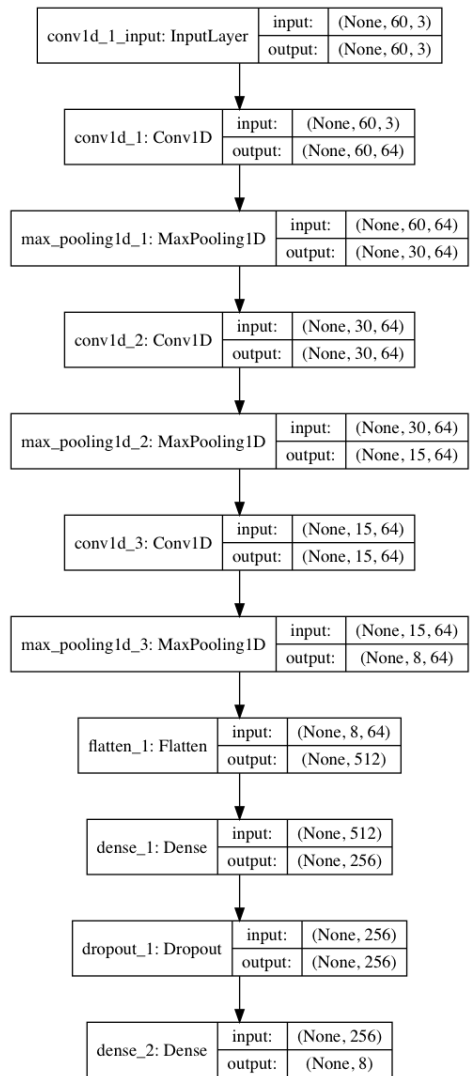 conv1d_1_input: InputLayer
input: (None, 60, 3)
output: (None, 60, 3)
conv1d_1: Conv1D
input: (None, 60, 3)
output: (None, 60, 64)
max_pooling1d_1: MaxPooling1D
input: (None, 60, 64)
output: (None, 30, 64)
conv1d_2: Conv1D
input: (None, 30, 64)
output: (None, 30, 64)
max_pooling1d_2: MaxPooling1D
input: (None, 30, 64)
output: (None, 15, 64)
conv1d_3: Conv1D
input: (None, 15, 64)
output: (None, 15, 64)
max_pooling1d_3: MaxPooling1D
input: (None, 15, 64)
output: (None, 8, 64)
flatten_1: Flatten
input: (None, 8, 64)
output: (None, 512)
dense_1: Dense
input: (None, 512)
output: (None, 256)
dropout_1: Dropout
input: (None, 256)
output: (None, 256)
dense_2: Dense
input: (None, 256)
output: (None, 8)